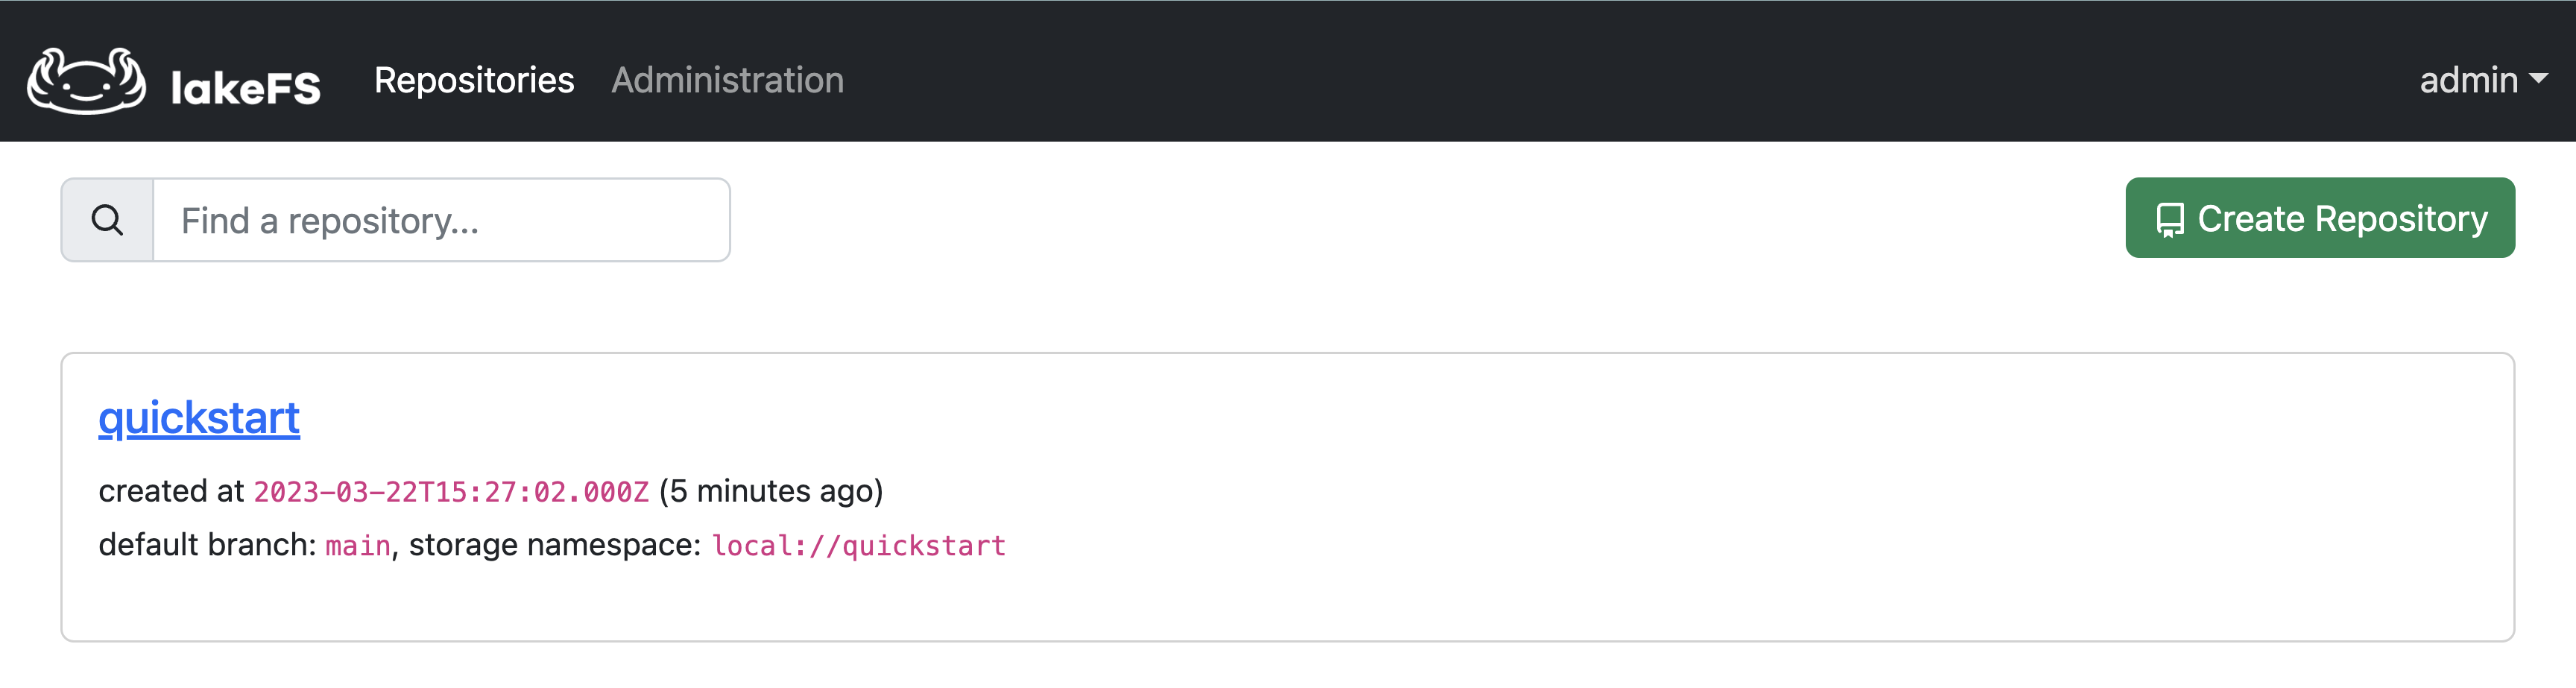 lakeFS Repositories Administration admin
Find a repository...
Create Repository
quickstart
created at 2023-03-22T15:27:02.000Z (5 minutes ago)
default branch: main, storage namespace: local://quickstart